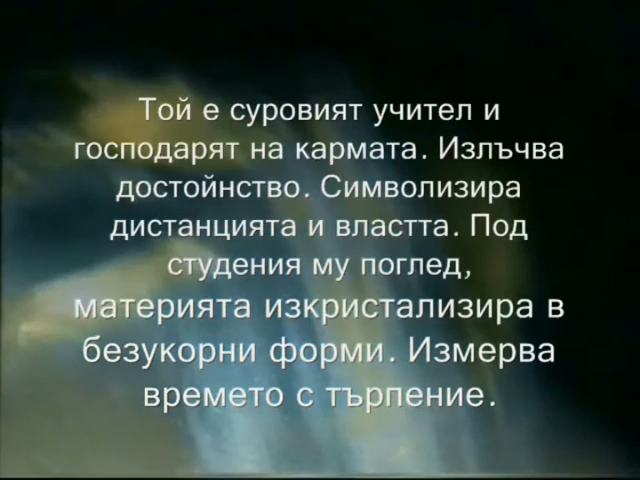 Той е суровият учител и
господарят на кармата. Излъчва
достойнство. Символизира
дистанцията и властта. Под
студения му поглед,
материята изкристализира в
безукорни форми. Измерва
времето с търпение.